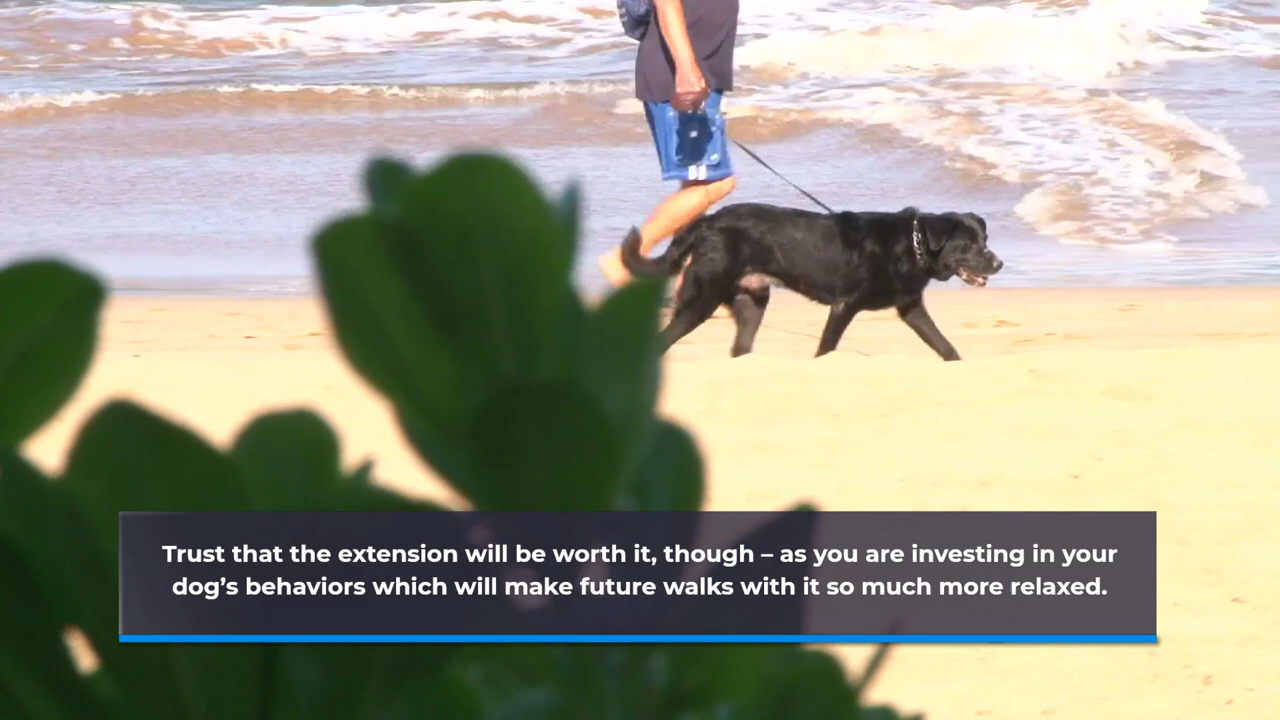 Trust that the extension will be worth it, though – as you are investing in your
dog’s behaviors which will make future walks with it so much more relaxed.